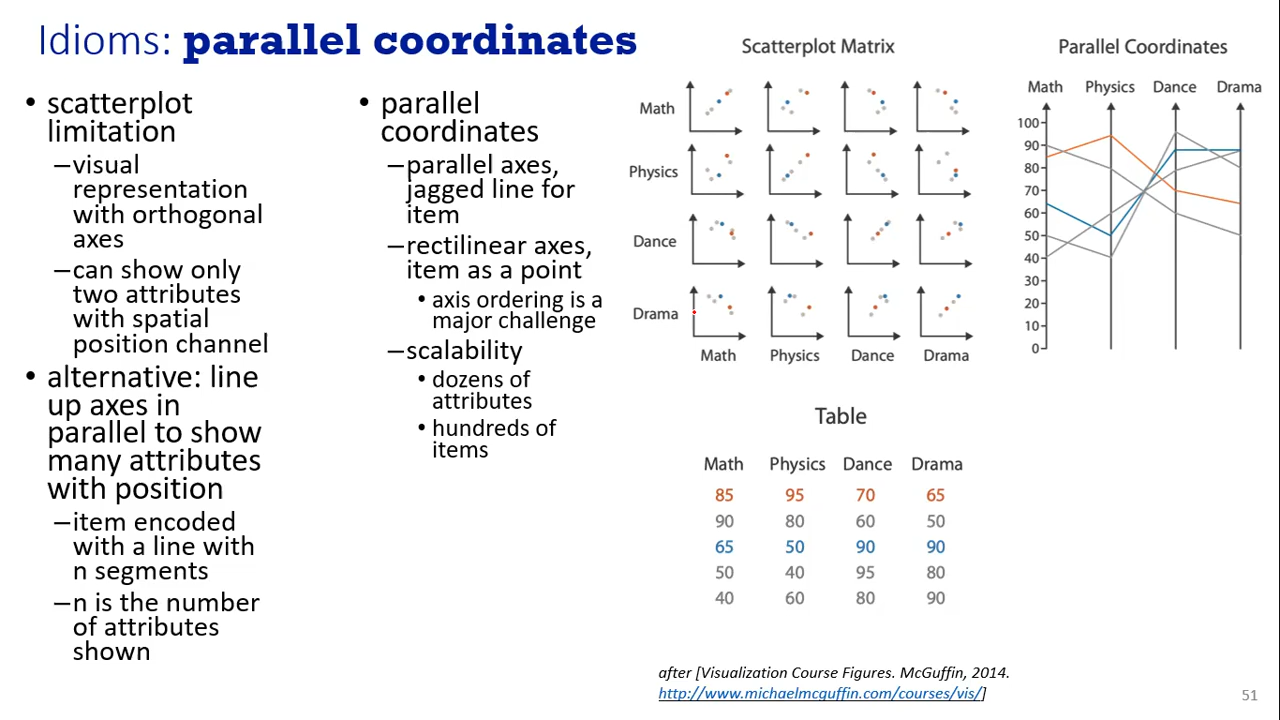 Idioms: parallel coordinates
• scatterplot
limitation
–visual
representation
with orthogonal
axes
–can show only
two attributes
with spatial
position channel
• alternative: line
up axes in
parallel to show
many attributes
with position
–item encoded
with a line with
n segments
–n is the number
of attributes
shown
• parallel
coordinates
–parallel axes,
jagged line for
item
–rectilinear axes,
item as a point
• axis ordering is a
major challenge
–scalability
• dozens of
attributes
• hundreds of
items
Scatterplot Matrix
Math
Physics
Dance
Drama
Math Physics Dance Drama
Parallel Coordinates
Math Physics Dance Drama
100
90
80
70
60
50
40
30
20
10
0
Table
Math Physics Dance Drama
85 95 70 65
90 80 60 50
65 50 90 90
50 40 95 80
40 60 80 90
after [Visualization Course Figures. McGuffin, 2014.
http://www.michaelmcguffin.com/courses/vis/]
51